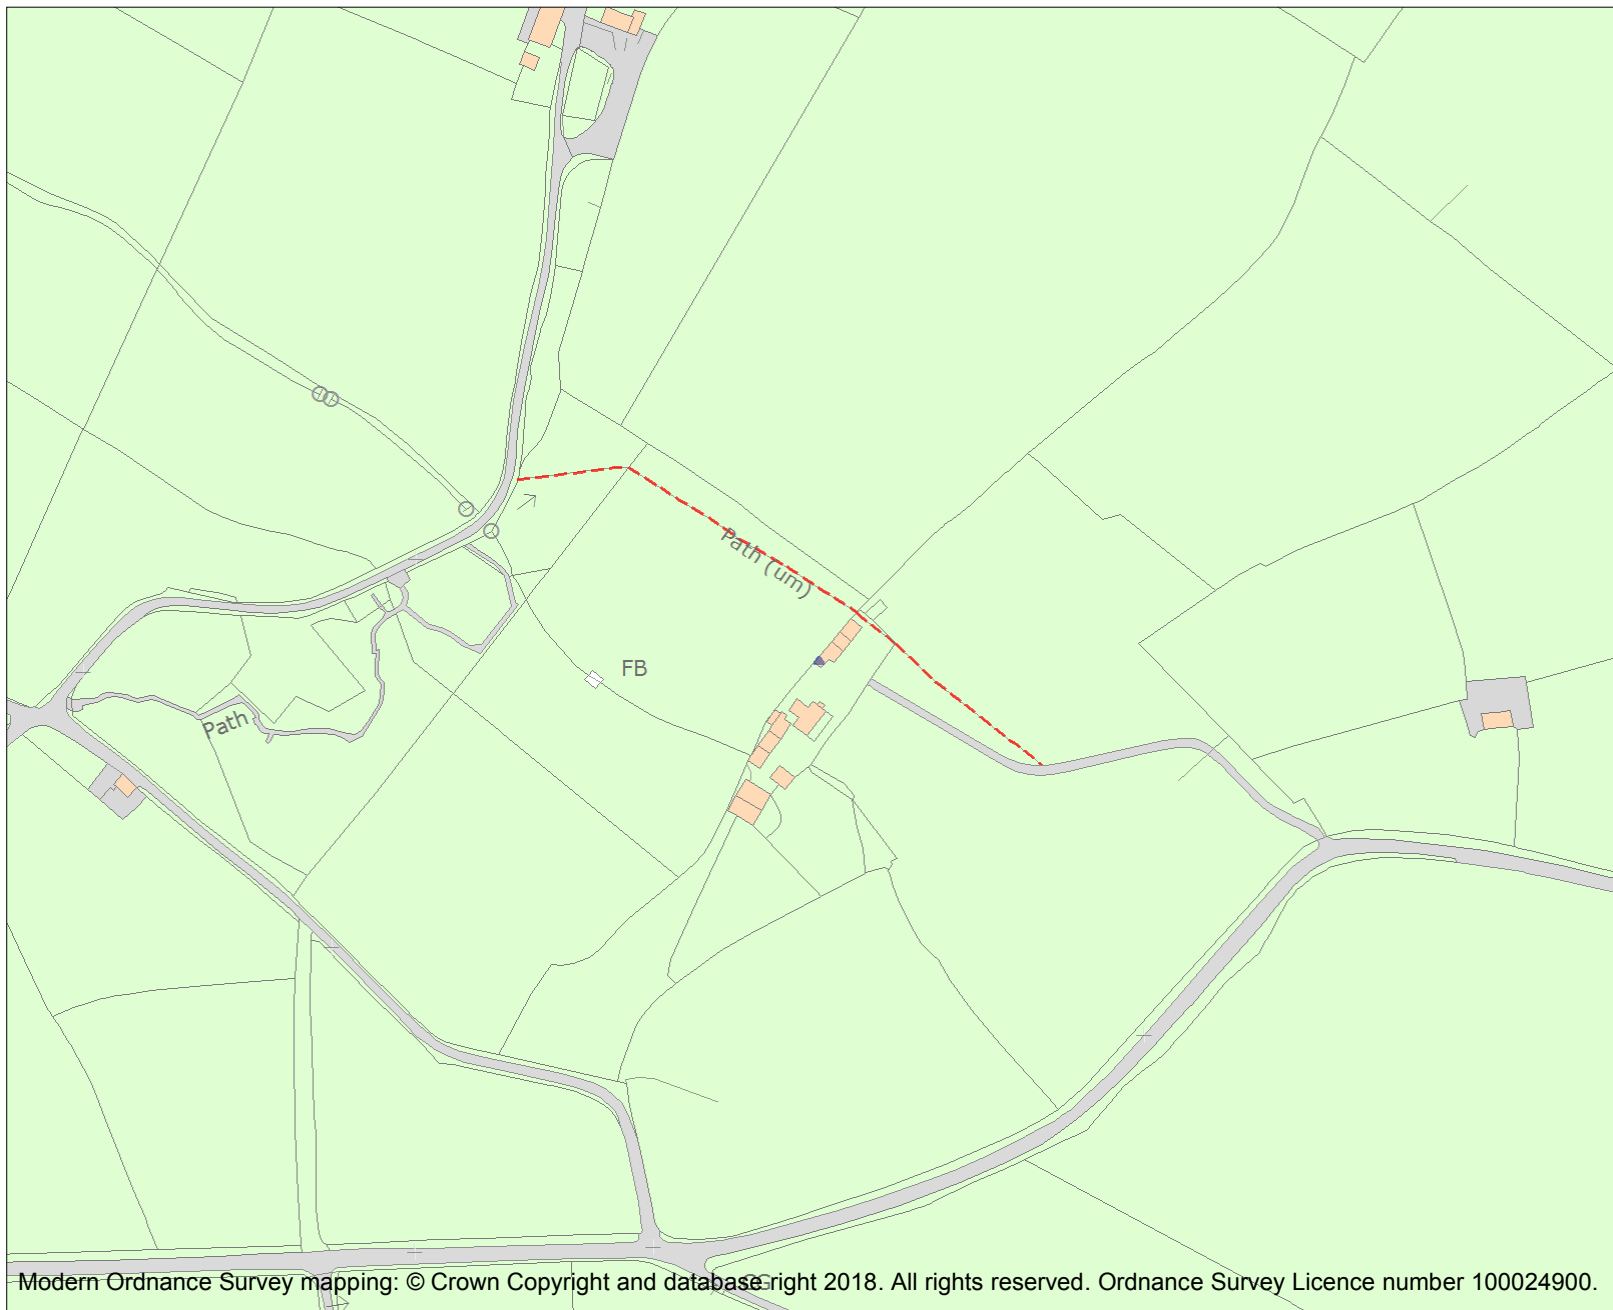 Path (um)
FB
Path
CG
Modern Ordnance Survey mapping: © Crown Copyright and database right 2018. All rights reserved. Ordnance Survey Licence number 100024900.